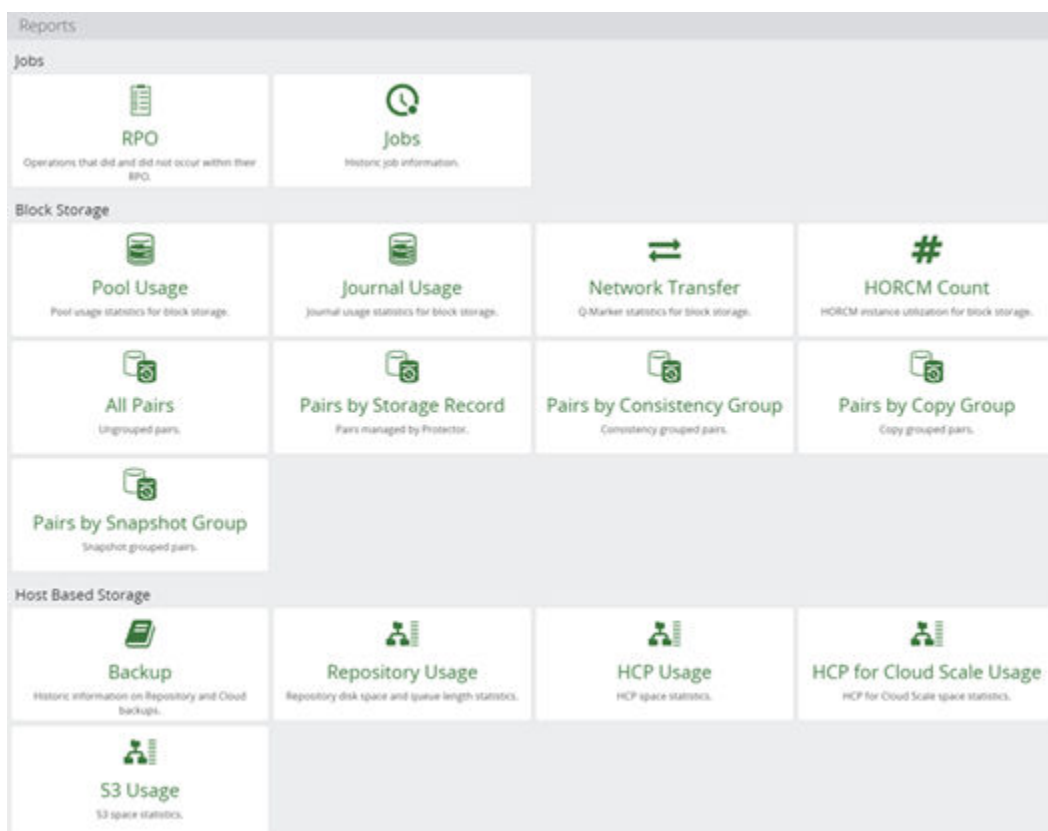 Reports
Jobs
RPO
Operations that did and did not occur within their
RPO.
Jobs
Historic job information.
Block Storage
Pool Usage
Pool usage statistics for block storage.
Journal Usage
Journal usage statistics for block storage.
Network Transfer
Q-Marker statistics for block storage.
HORCM Count
HORCM instance utilization for block storage.
All Pairs
Ungrouped pairs.
Pairs by Storage Record
Pairs managed by Protector.
Pairs by Consistency Group
Consistency grouped pairs.
Pairs by Copy Group
Copy grouped pairs.
Pairs by Snapshot Group
Snapshot grouped pairs.
Host Based Storage
Backup
Historic information on Repository and Cloud
backups.
Repository Usage
Repository disk space and queue length statistics.
HCP Usage
HCP space statistics.
HCP for Cloud Scale Usage
HCP for Cloud Scale space statistics.
S3 Usage
S3 space statistics.